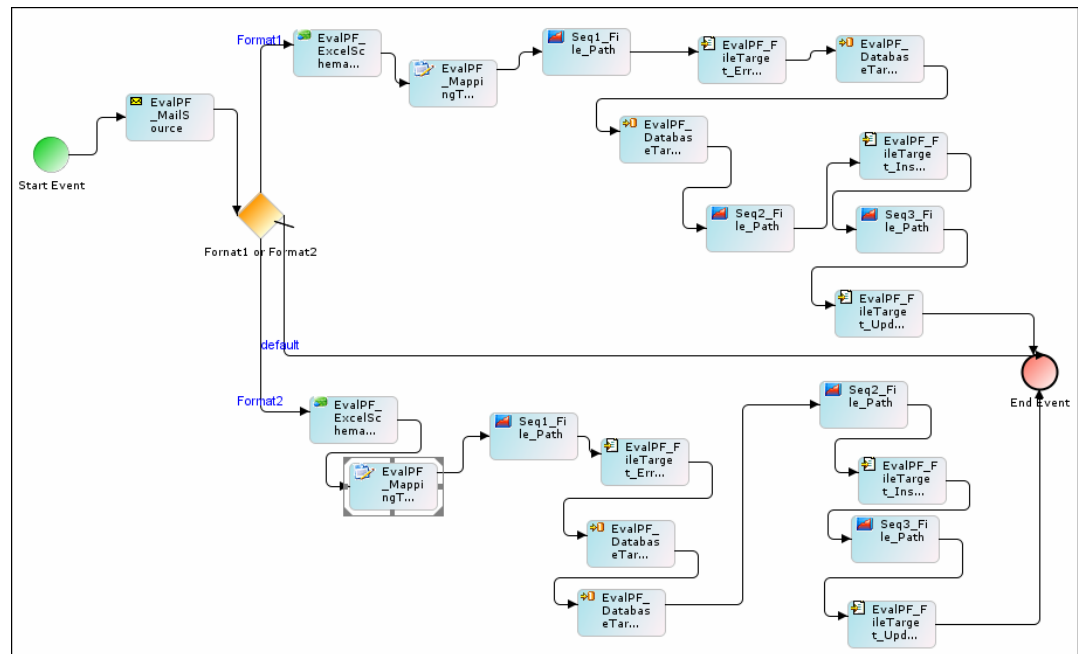 Format1
EvalPF_
ExcelSc
hema...
EvalPF
_Mappi
ngT...
Seq1_Fi
le_Path
EvalPF_F
ileTarge
t_Err...
EvalPF_
Databas
eTar...
EvalPF
_MailS
ource
Start Event
EvalPF_
Databas
eTar...
EvalPF_F
ileTarge
t_Ins...
Seq2_Fi
le_Path
Seq3_Fi
le_Path
Fornat1 or Format2
EvalPF_F
ileTarge
t_Upd...
default
End Event
Format2
EvalPF_
ExcelSc
hema...
EvalPF
_Mappi
ngT...
Seq1_Fi
le_Path
EvalPF_F
ileTarge
t_Err...
EvalPF_
Databas
eTar...
EvalPF_
Databas
eTar...
Seq2_Fi
le_Path
EvalPF_F
ileTarge
t_Ins...
Seq3_Fi
le_Path
EvalPF_F
ileTarge
t_Upd...